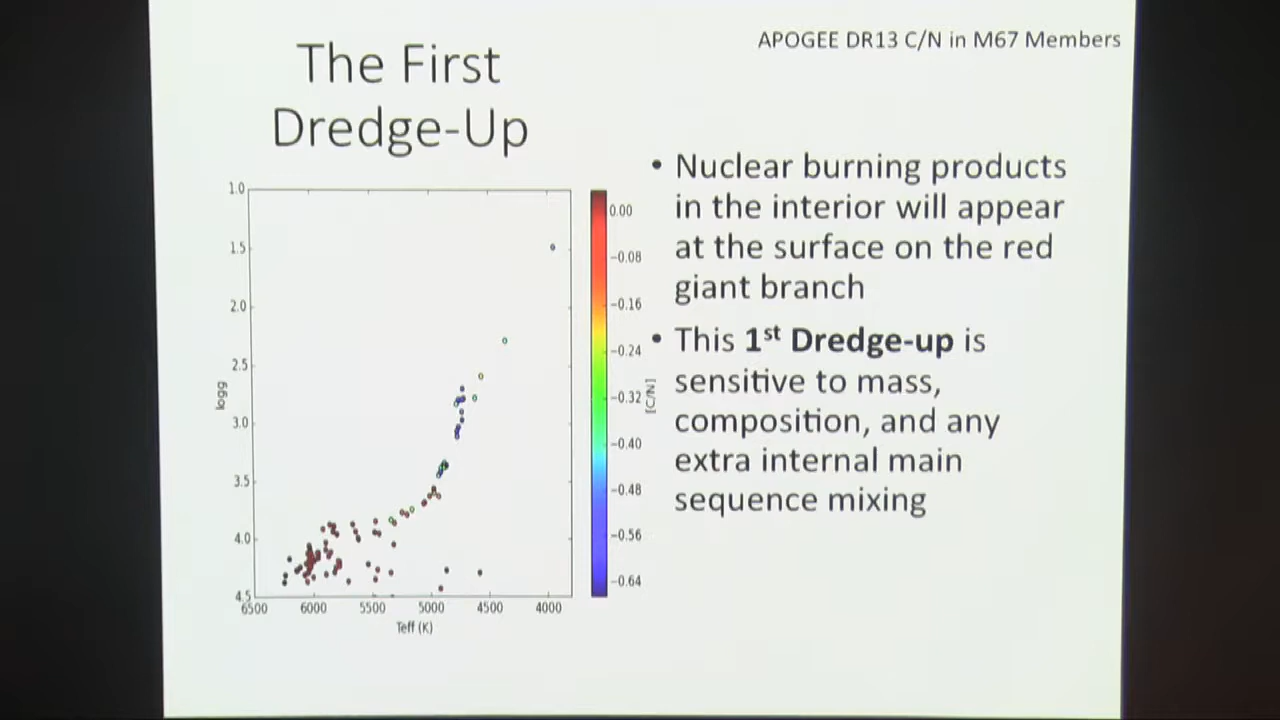 The First
Dredge-Up
APOGEE DR13 C/N in M67 Members
• Nuclear burning products
in the interior will appear
at the surface on the red
giant branch
• This 1st Dredge-up is
sensitive to mass,
composition, and any
extra internal main
sequence mixing
1.0
1.5
2.0
2.5
3.0
3.5
4.0
4.5
logg
6500 6000 5500 5000 4500 4000
Teff (K)
0.00
−0.08
−0.16
−0.24
−0.32
−0.40
−0.48
−0.56
−0.64
[C/N]